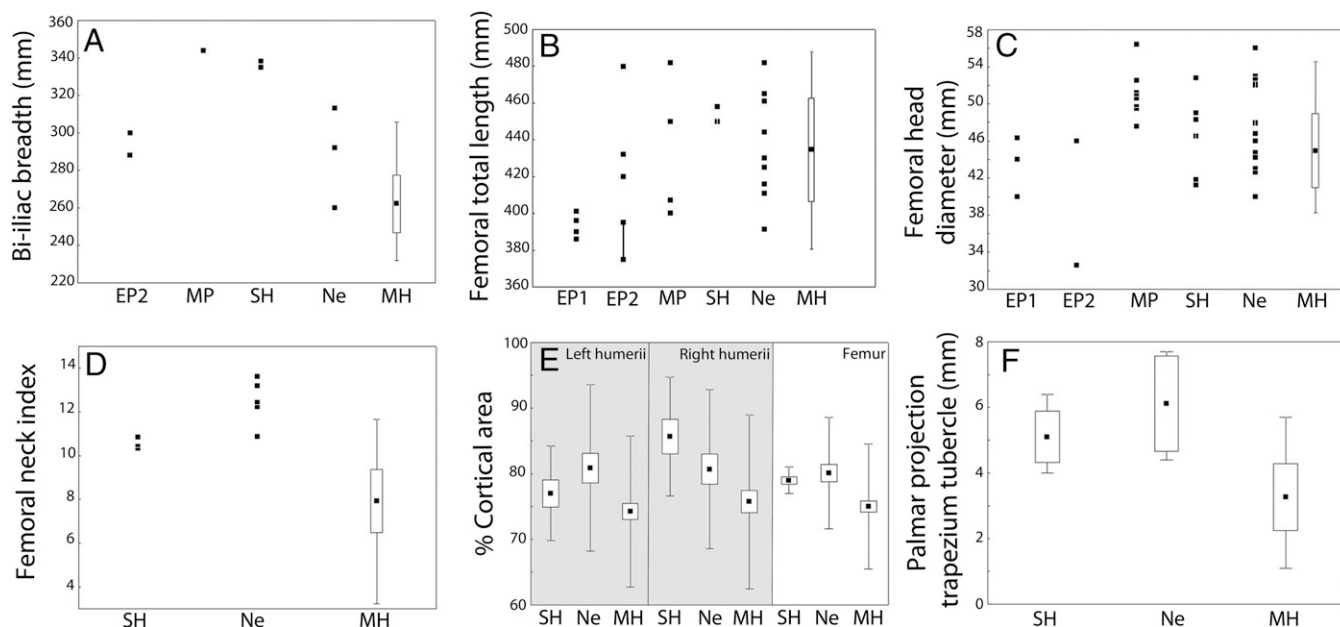 A
Bi-iliac breadth (mm)
360
340
320
300
280
260
240
220
EP2 MP SH Ne MH
B
Femoral total length (mm)
500
480
460
440
420
400
380
360
EP1 EP2 MP SH Ne MH
C
Femoral head
diameter (mm)
58
54
50
46
42
38
34
30
EP1 EP2 MP SH Ne MH
D
Femoral neck index
14
12
10
8
6
4
SH Ne MH
E
% Cortical area
100
90
80
70
60
Left humerii
Right humerii
Femur
SH Ne MH SH Ne MH SH Ne MH
F
Palmar projection
trapezium tubercle (mm)
8
6
4
2
0
SH Ne MH